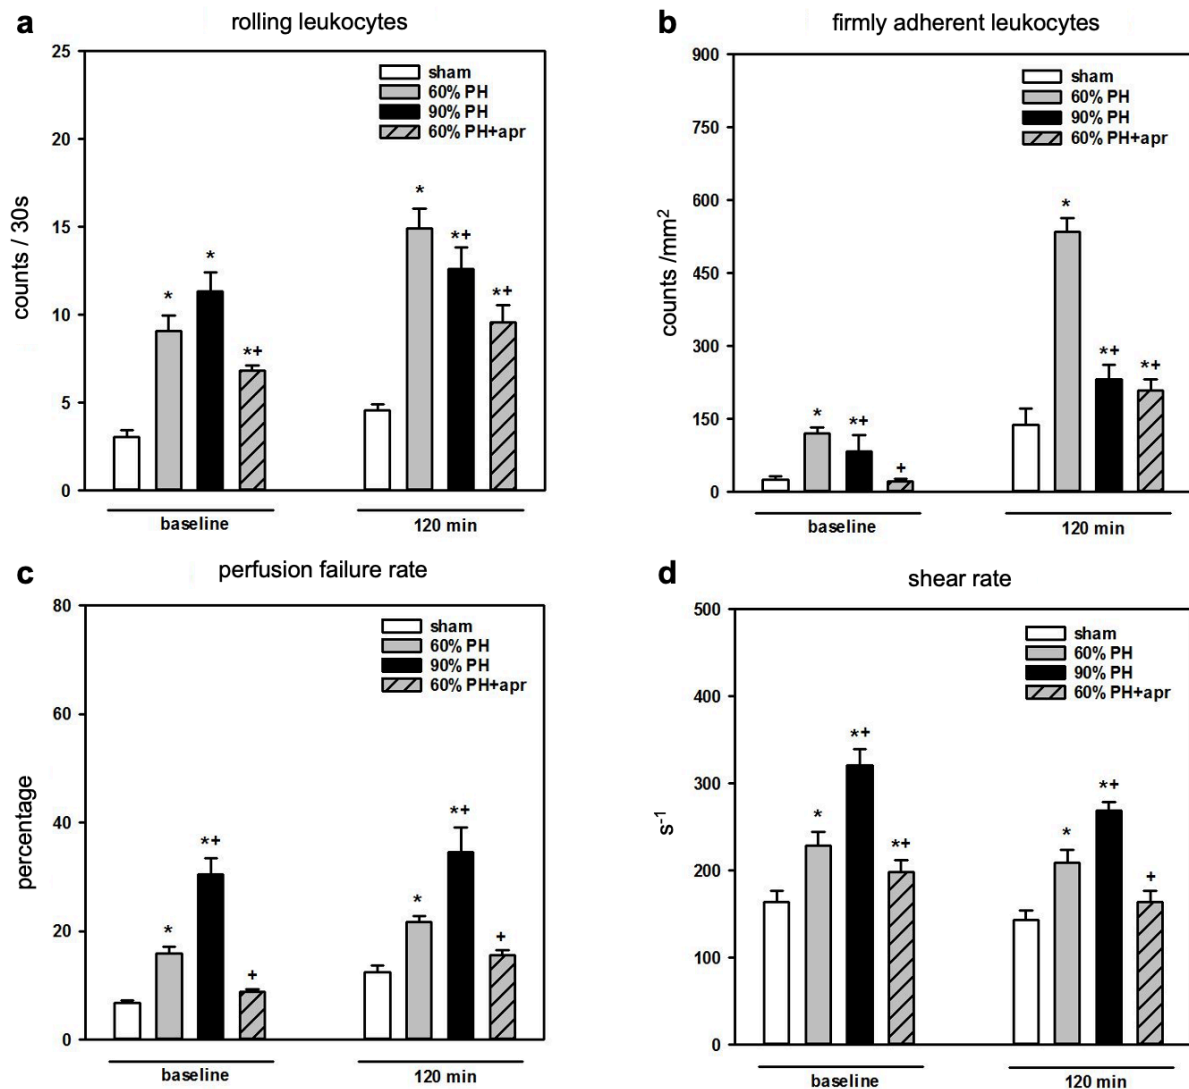 a
rolling leukocytes
counts / 30s
25
20
15
10
5
0
sham
60% PH
90% PH
60% PH+apr
*
*
*+
*
*+
*+
baseline
120 min
b
firmly adherent leukocytes
counts /mm²
900
750
600
450
300
150
0
sham
60% PH
90% PH
60% PH+apr
*
*+
+
*
*+
*+
baseline
120 min
c
perfusion failure rate
percentage
80
60
40
20
0
sham
60% PH
90% PH
60% PH+apr
*
*+
+
*
*+
+
baseline
120 min
d
shear rate
s⁻¹
500
400
300
200
100
0
sham
60% PH
90% PH
60% PH+apr
*
*+
*+
*
*+
+
baseline
120 min